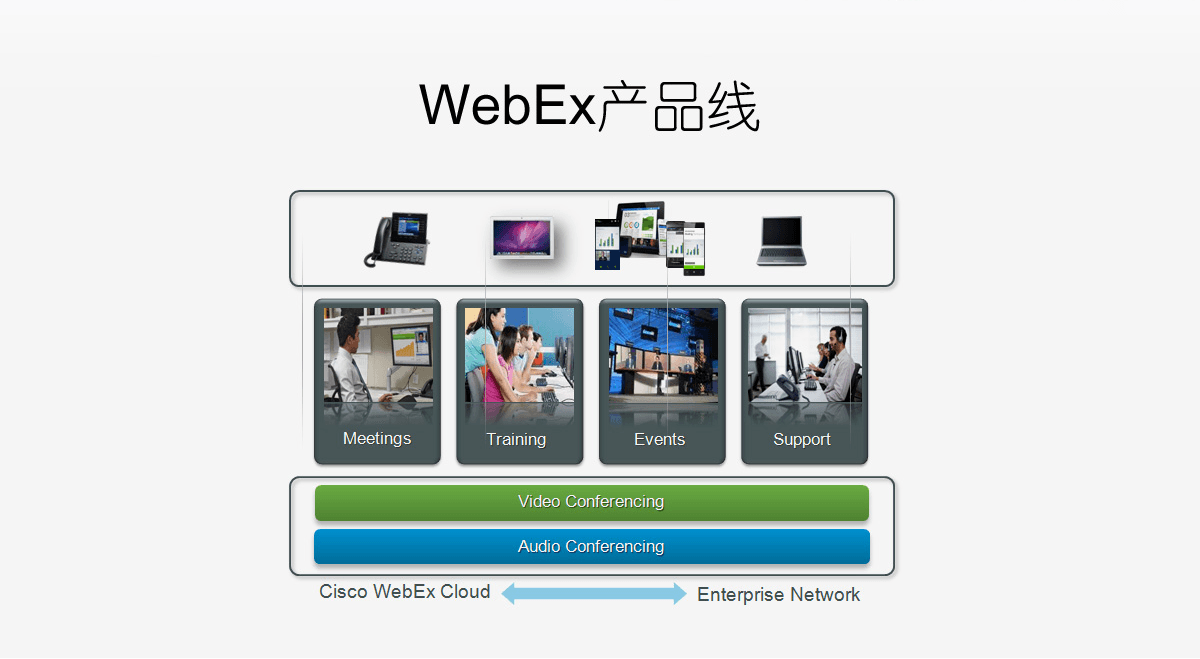 WebEx产品线
Meetings
Training
Events
Support
Video Conferencing
Audio Conferencing
Cisco WebEx Cloud
Enterprise Network